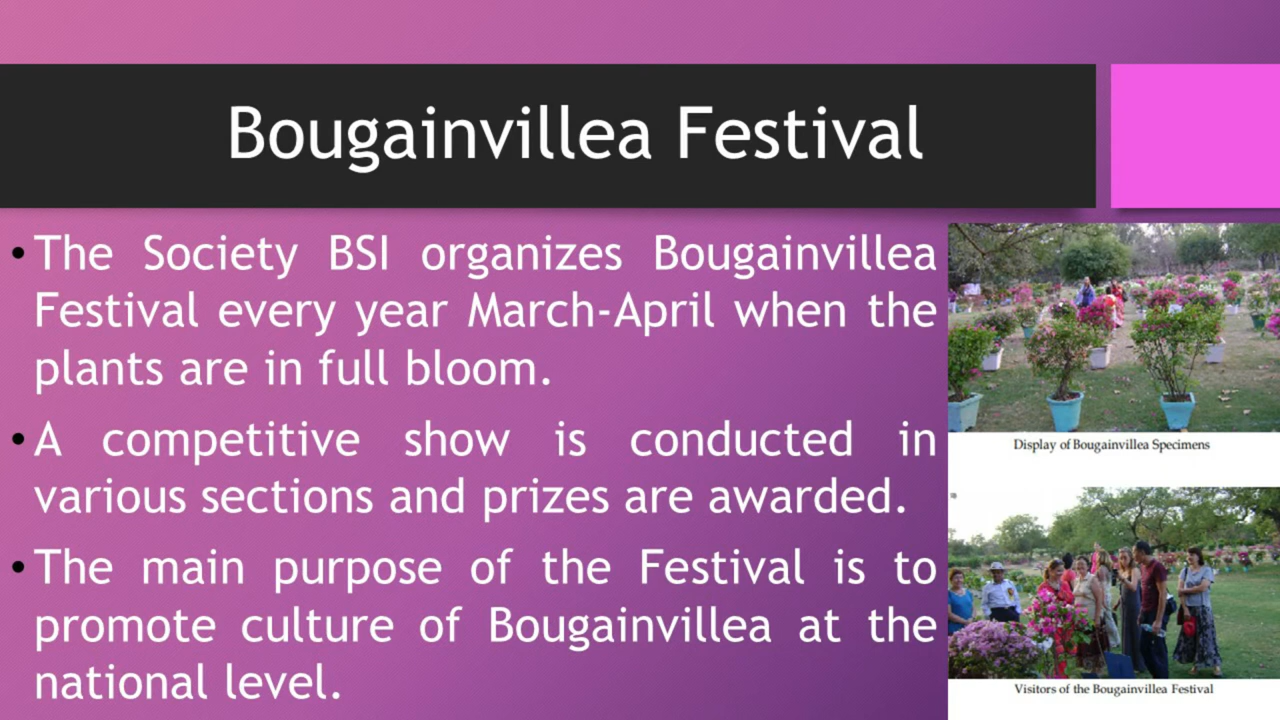 Bougainvillea Festival
•The Society BSI organizes Bougainvillea
Festival every year March-April when the
plants are in full bloom.
•A competitive show is conducted in
various sections and prizes are awarded.
•The main purpose of the Festival is to
promote culture of Bougainvillea at the
national level.
Display of Bougainvillea Specimens
Visitors of the Bougainvillea Festival